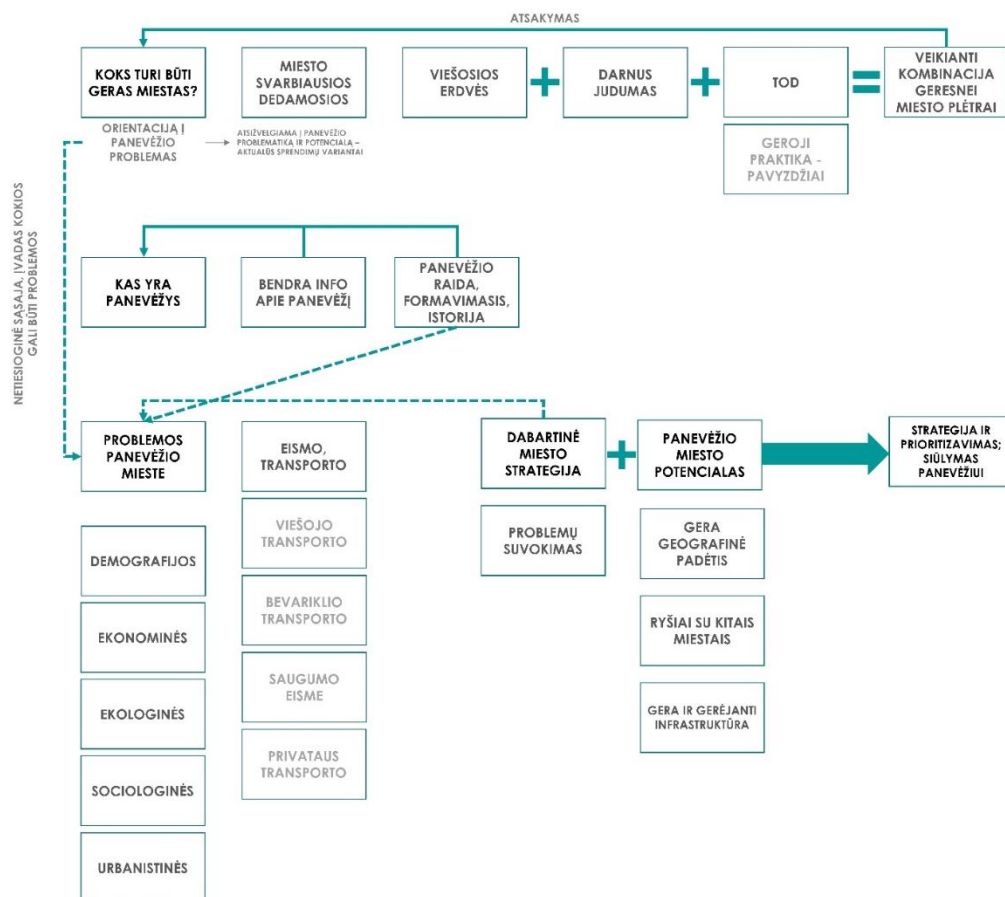 ATSAKYMAS
KOKS TURI BŪTI
GERAS MIESTAS?
MIESTO
SVARBIAUSIOS
DEDAMOSIOS
VIEŠOSIOS
ERDVĖS
+
DARNUS
JUDUMAS
+
TOD
=
VEIKIANTI
KOMBINACIJA
GERESNEI
MIESTO PLĖTRAI
ORIENTACIJĄ Į
PANEVĖŽIO
PROBLEMAS
ATSIŽVELGIAMA Į PANEVĖŽIO
PROBLEMATIKĄ IR POTENCIALĄ –
AKTUALŪS SPRENDIMŲ VARIANTAI
GEROJI
PRAKTIKA -
PAVYZDŽIAI
NETIESIOGINĖ SĄSAJA, ĮVADAS KOKIOS
GALI BŪTI PROBLEMOS
KAS YRA
PANEVĖŽYS
BENDRA INFO
APIE PANEVĖŽĮ
PANEVĖŽIO
RAIDA,
FORMAVIMASIS,
ISTORIJA
PROBLEMOS
PANEVĖŽIO
MIESTE
EISMO,
TRANSPORTO
DABARTINĖ
MIESTO
STRATEGIJA
+
PANEVĖŽIO
MIESTO
POTENCIALAS
STRATEGIJA IR
PRIORITIZAVIMAS;
SIŪLYMAS
PANEVĖŽIUI
DEMOGRAFIJOS
EKONOMINĖS
EKOLOGINĖS
SOCIOLOGINĖS
URBANISTINĖS
VIEŠOJO
TRANSPORTO
BEVARIKLIO
TRANSPORTO
SAUGUMO
EISME
PRIVATAUS
TRANSPORTO
PROBLEMŲ
SUVOKIMAS
GERA
GEOGRAFINĖ
PADĖTIS
RYŠIAI SU KITAIS
MIESTAIS
GERA IR GERĖJANTI
INFRASTRUKTŪRA